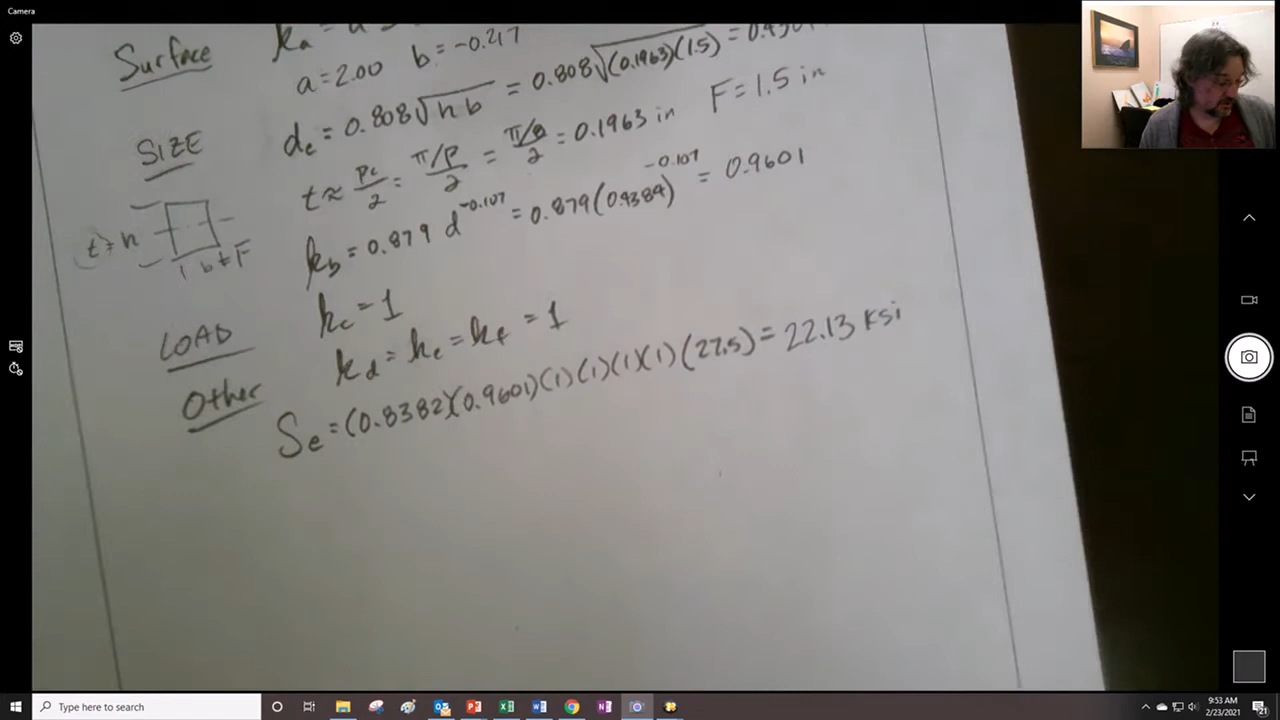 Camera
Surface
a = 2.00 b = -0.217
SIZE
de = 0.808√(h b) = 0.808√((0.1963)(1.5)) =
t ≈ Pc/2 = (π/P)/2 = (π/8)/2 = 0.1963 in F = 1.5 in
t = h
b = F
kb = 0.879 d^-0.107 = 0.879(0.4384)^-0.107 = 0.9601
LOAD
kc = 1
Other
kd = ke = kf = 1
Se = (0.8382)(0.9601)(1)(1)(1)(1)(27.5) = 22.13 ksi
Type here to search
9:53 AM
2/23/2021
21